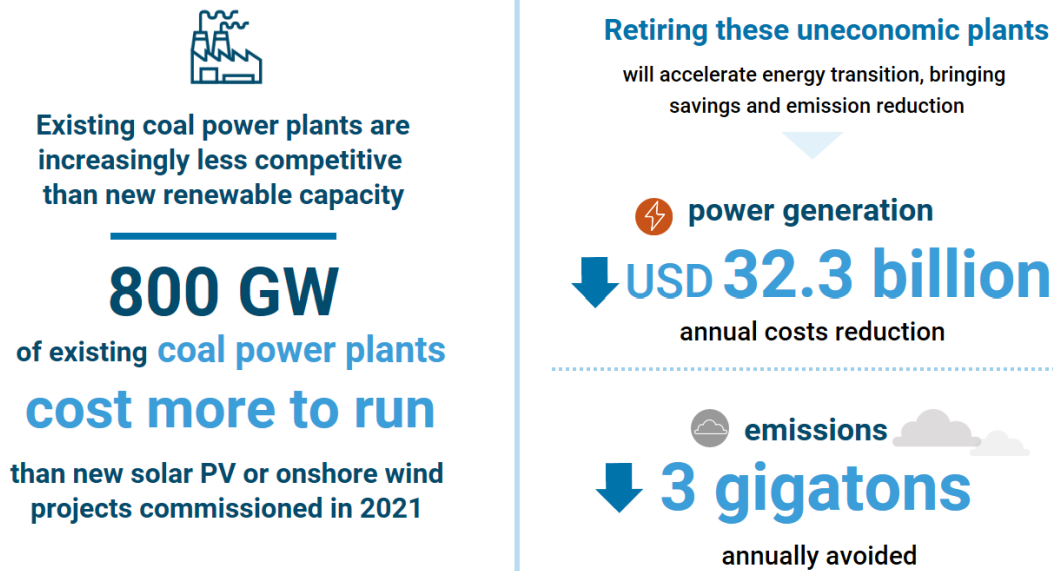 Existing coal power plants are
increasingly less competitive
than new renewable capacity
800 GW
of existing coal power plants
cost more to run
than new solar PV or onshore wind
projects commissioned in 2021
Retiring these uneconomic plants
will accelerate energy transition, bringing
savings and emission reduction
power generation
USD 32.3 billion
annual costs reduction
emissions
3 gigatons
annually avoided